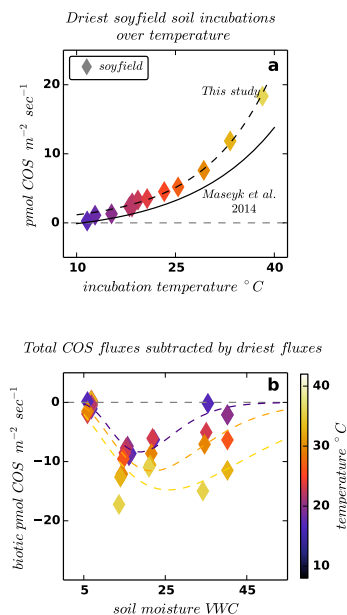 Driest soyfield soil incubations
over temperature
a
soyfield
This study
Maseyk et al.
2014
20
10
0
10
25
40
pmol COS m⁻² sec⁻¹
incubation temperature °C
Total COS fluxes subtracted by driest fluxes
b
0
−10
−20
5
25
45
biotic pmol COS m⁻² sec⁻¹
soil moisture VWC
40
30
20
10
temperature °C